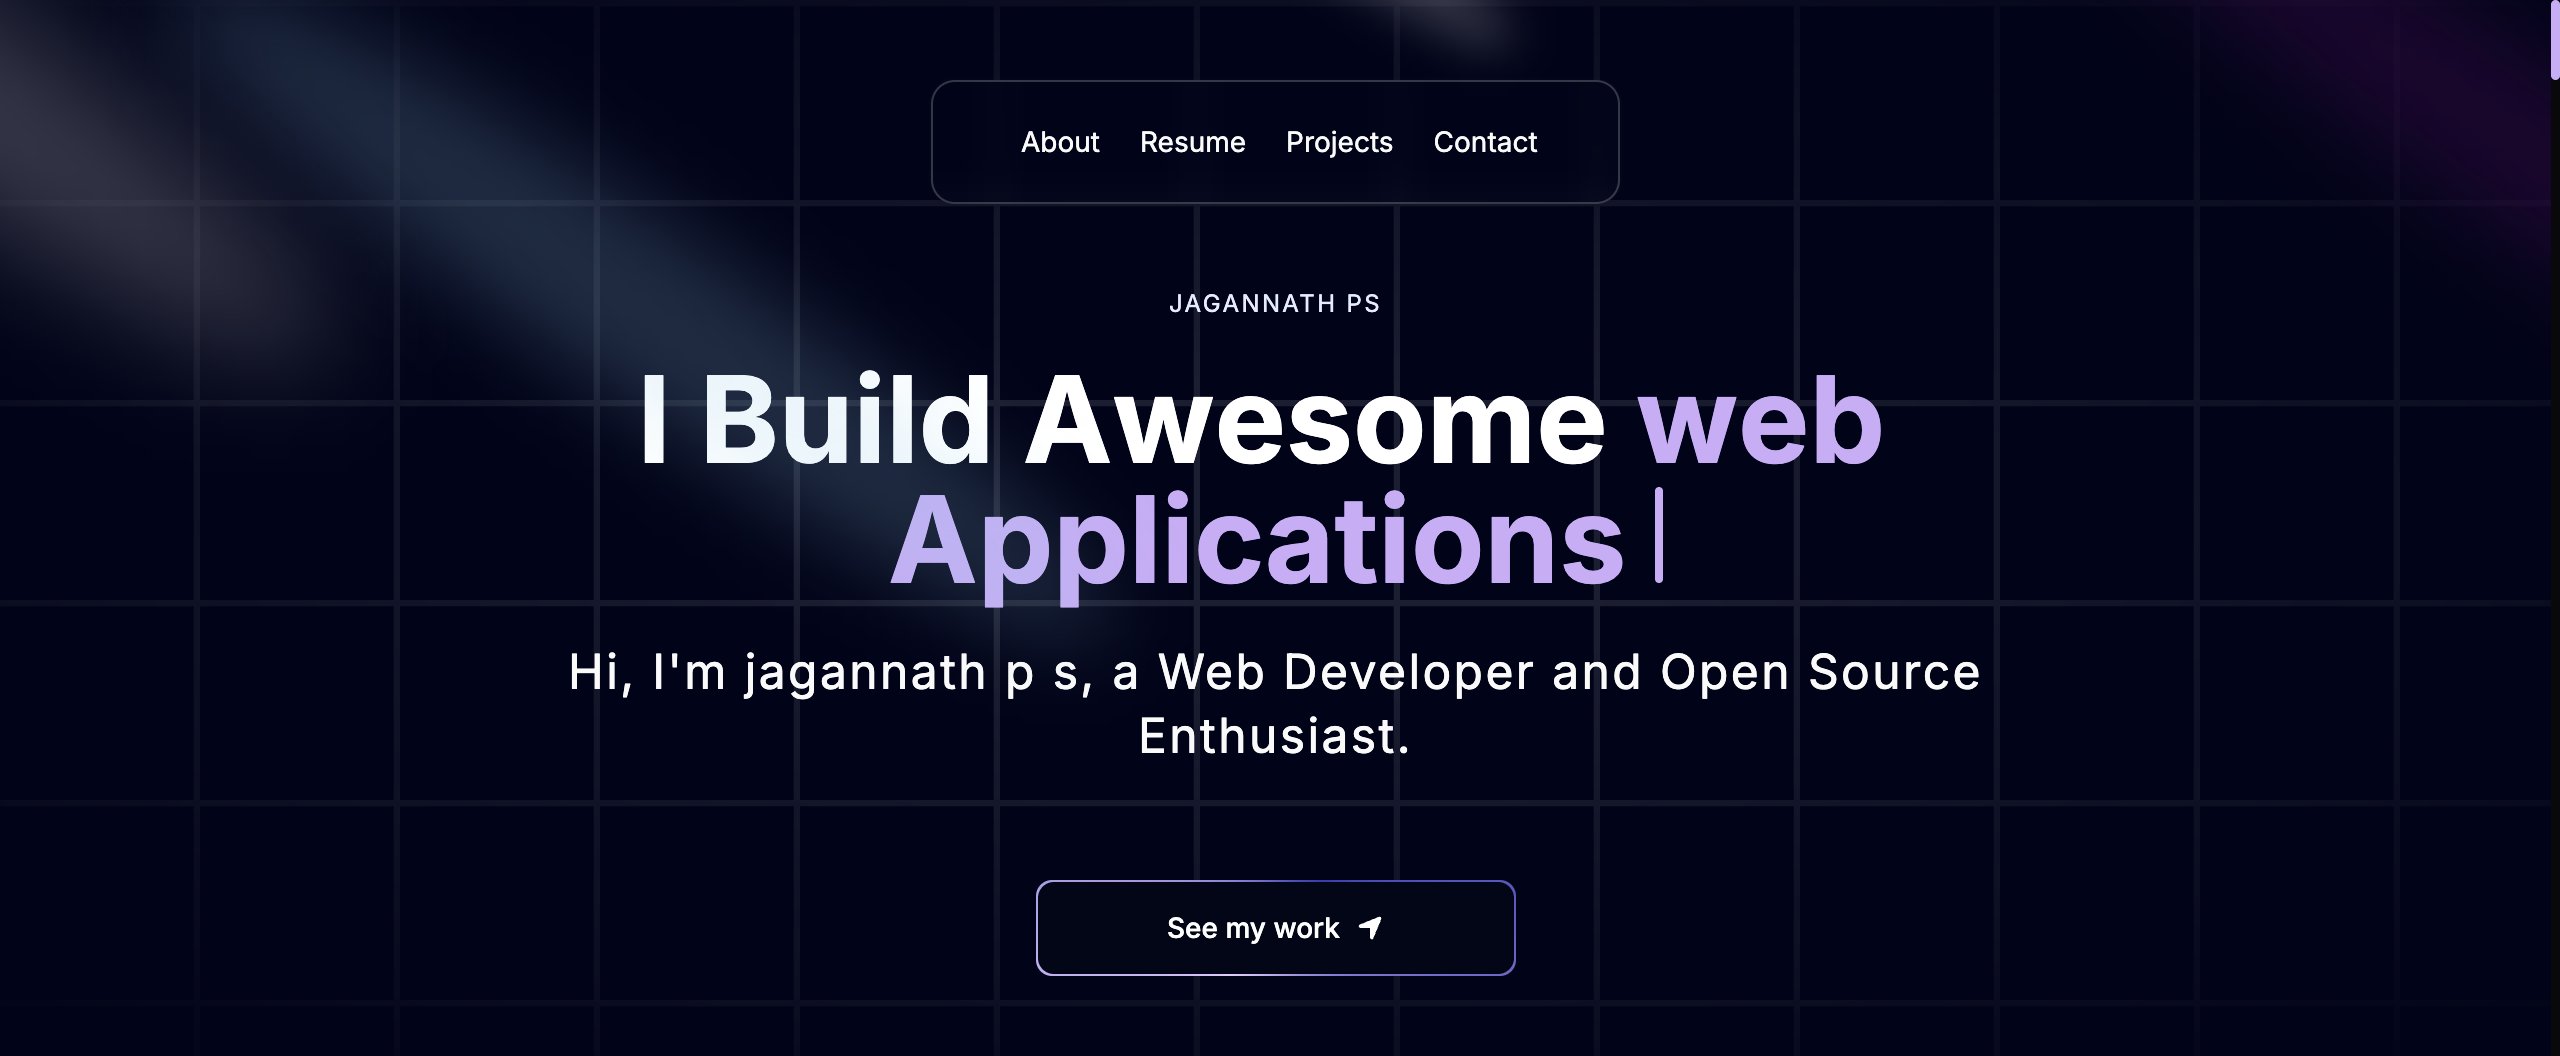 About Resume Projects Contact
JAGANNATH PS
I Build Awesome web
Applications
Hi, I'm jagannath p s, a Web Developer and Open Source
Enthusiast.
See my work